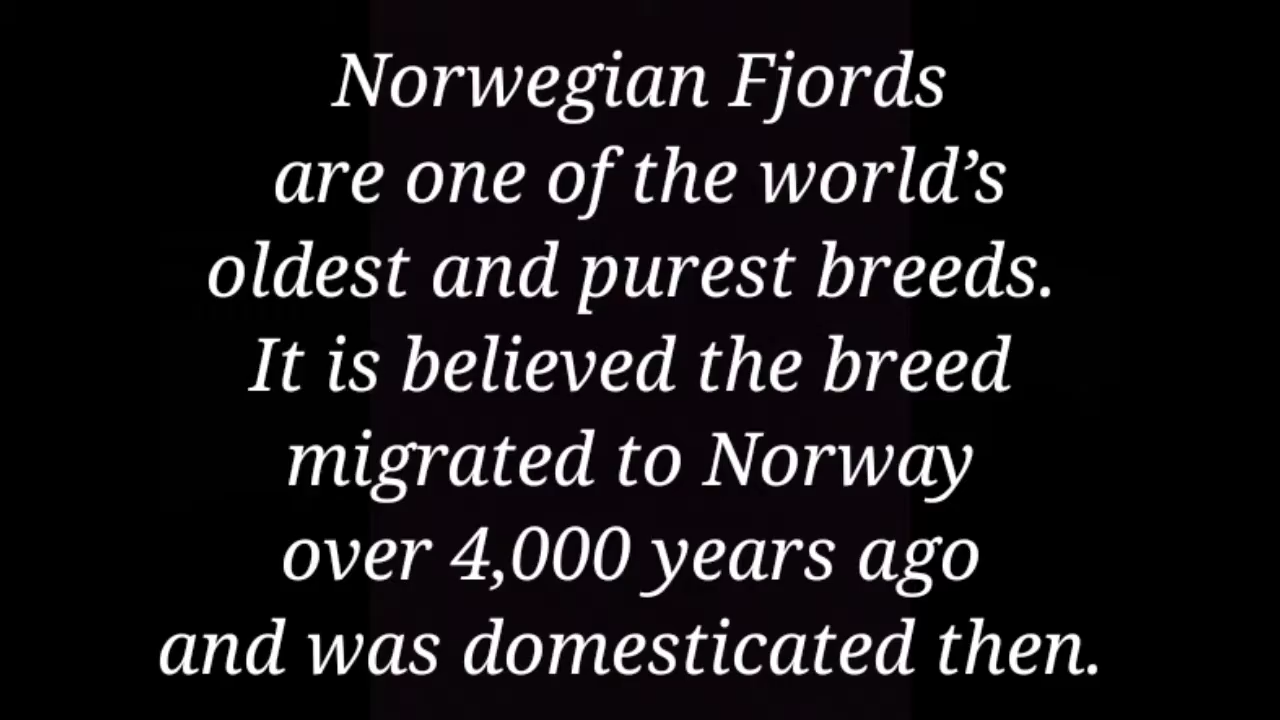 Norwegian Fjords
are one of the world’s
oldest and purest breeds.
It is believed the breed
migrated to Norway
over 4,000 years ago
and was domesticated then.